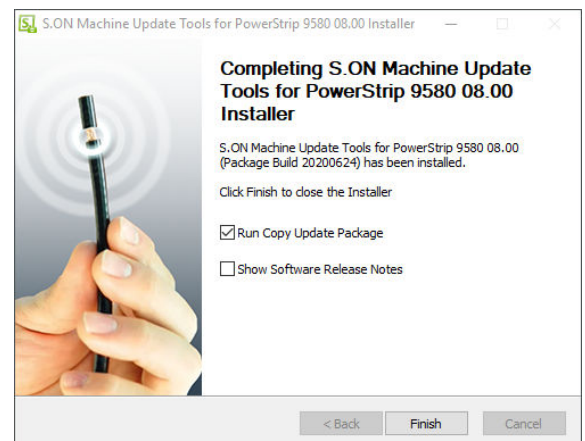 S.ON Machine Update Tools for PowerStrip 9580 08.00 Installer
Completing S.ON Machine Update
Tools for PowerStrip 9580 08.00
Installer
S.ON Machine Update Tools for PowerStrip 9580 08.00
(Package Build 20200624) has been installed.
Click Finish to close the Installer
Run Copy Update Package
Show Software Release Notes
< Back Finish Cancel